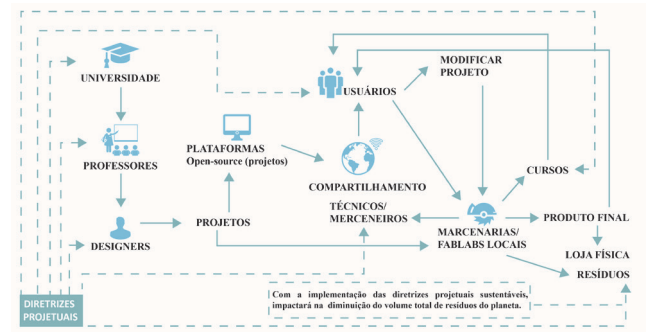 UNIVERSIDADE
PROFESSORES
DESIGNERS
PLATAFORMAS
Open-source (projetos)
PROJETOS
USUÁRIOS
MODIFICAR
PROJETO
COMPARTILHAMENTO
TÉCNICOS/
MERCENEIROS
MARCENARIAS/
FABLABS LOCAIS
CURSOS
PRODUTO FINAL
LOJA FÍSICA
RESÍDUOS
DIRETRIZES
PROJETUAIS
Com a implementação das diretrizes projetuais sustentáveis,
impactará na diminuição do volume total de resíduos do planeta.